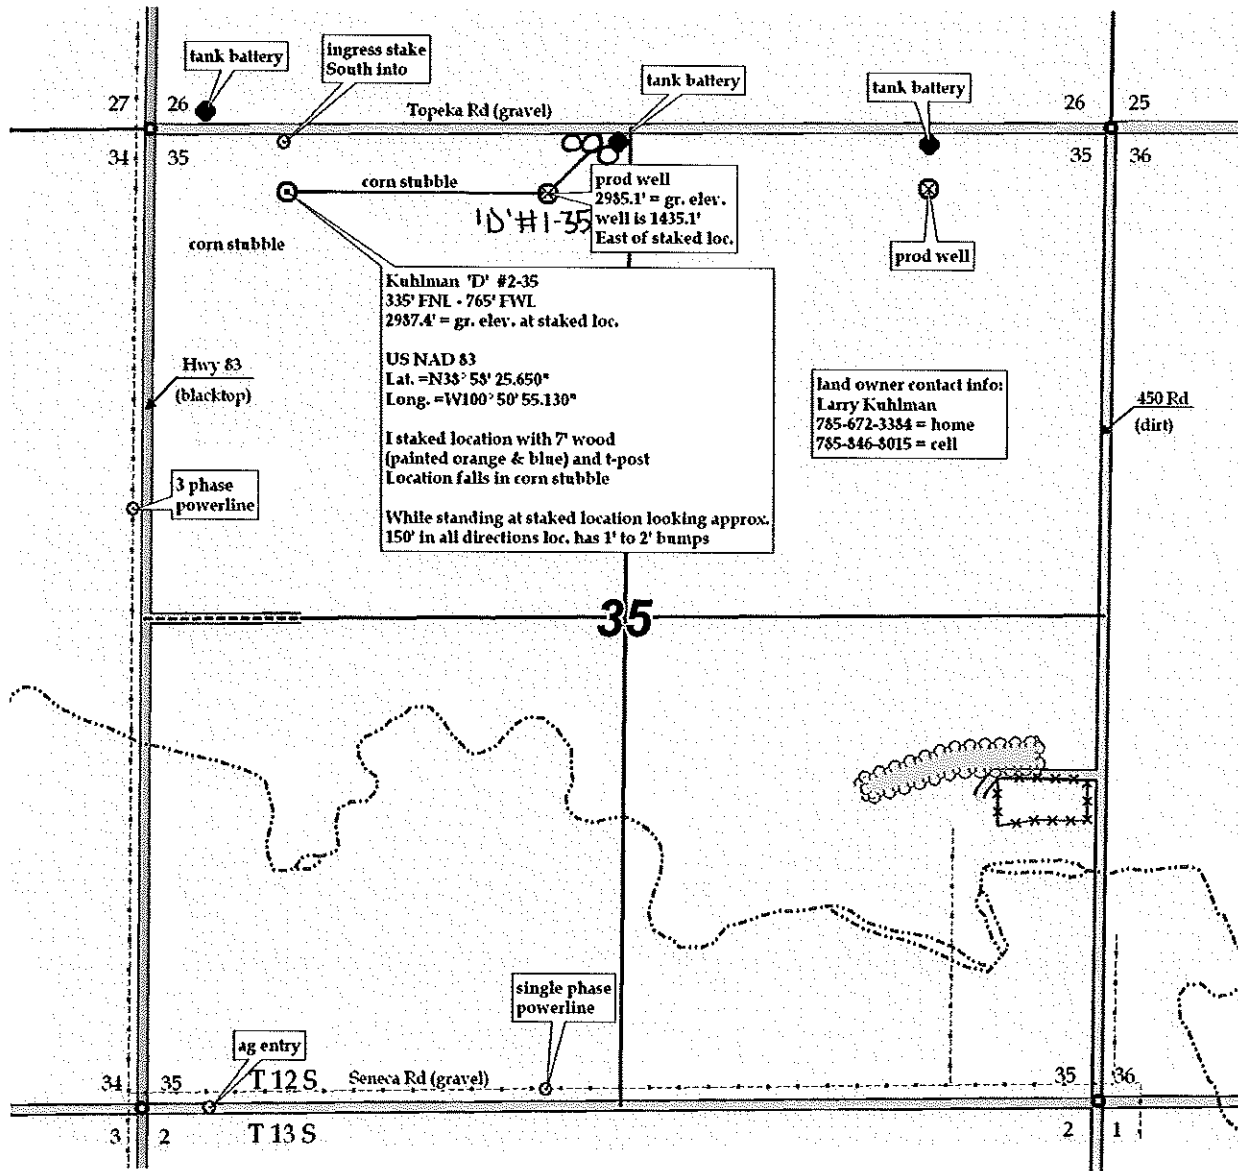 tank battery
ingress stake
South into
tank battery
tank battery
27
26
Topeka Rd (gravel)
26
25
34
35
35
36
corn stubble
prod well
2985.1' = gr. elev.
well is 1435.1'
East of staked loc.
'D' #1-35
corn stubble
prod well
Kuhlman 'D' #2-35
335' FNL - 765' FWL
2987.4' = gr. elev. at staked loc.
US NAD 83
Lat. =N38° 58' 25.650"
Long. =W100° 50' 55.130"
I staked location with 7' wood
(painted orange & blue) and t-post
Location falls in corn stubble
While standing at staked location looking approx.
150' in all directions loc. has 1' to 2' bumps
Hwy 83
(blacktop)
land owner contact info:
Larry Kuhlman
785-672-3384 = home
785-846-8015 = cell
450 Rd
(dirt)
3 phase
powerline
35
single phase
powerline
ag entry
34
35
T 12 S
Seneca Rd (gravel)
35
36
3
2
T 13 S
2
1